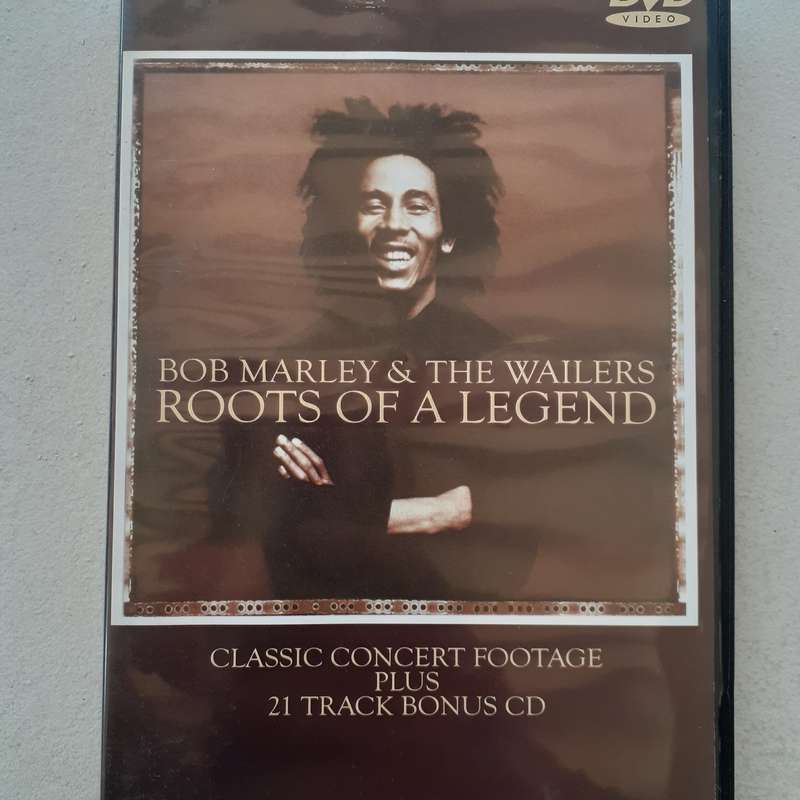 DVD
VIDEO
BOB MARLEY & THE WAILERS
ROOTS OF A LEGEND
CLASSIC CONCERT FOOTAGE
PLUS
21 TRACK BONUS CD